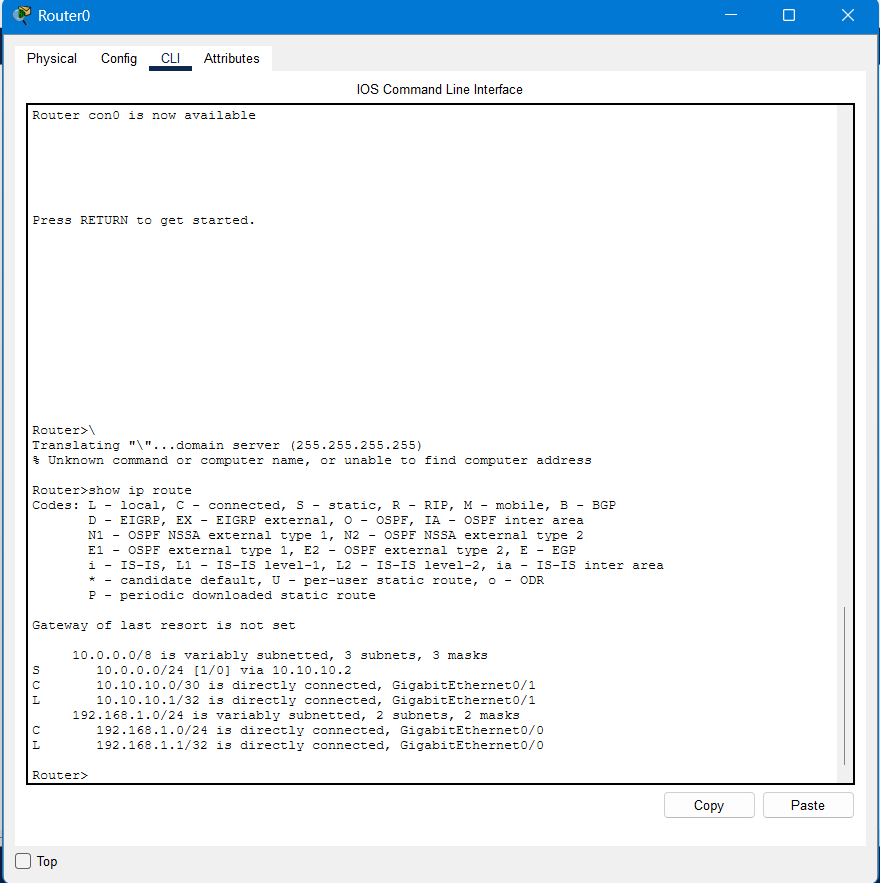 Router0
Physical Config CLI Attributes
IOS Command Line Interface
Router con0 is now available
Press RETURN to get started.
Router>\
Translating "\"...domain server (255.255.255.255)
% Unknown command or computer name, or unable to find computer address
Router>show ip route
Codes: L - local, C - connected, S - static, R - RIP, M - mobile, B - BGP
D - EIGRP, EX - EIGRP external, O - OSPF, IA - OSPF inter area
N1 - OSPF NSSA external type 1, N2 - OSPF NSSA external type 2
E1 - OSPF external type 1, E2 - OSPF external type 2, E - EGP
i - IS-IS, L1 - IS-IS level-1, L2 - IS-IS level-2, ia - IS-IS inter area
* - candidate default, U - per-user static route, o - ODR
P - periodic downloaded static route
Gateway of last resort is not set
10.0.0.0/8 is variably subnetted, 3 subnets, 3 masks
S 10.0.0.0/24 [1/0] via 10.10.10.2
C 10.10.10.0/30 is directly connected, GigabitEthernet0/1
L 10.10.10.1/32 is directly connected, GigabitEthernet0/1
192.168.1.0/24 is variably subnetted, 2 subnets, 2 masks
C 192.168.1.0/24 is directly connected, GigabitEthernet0/0
L 192.168.1.1/32 is directly connected, GigabitEthernet0/0
Router>
Copy Paste
Top